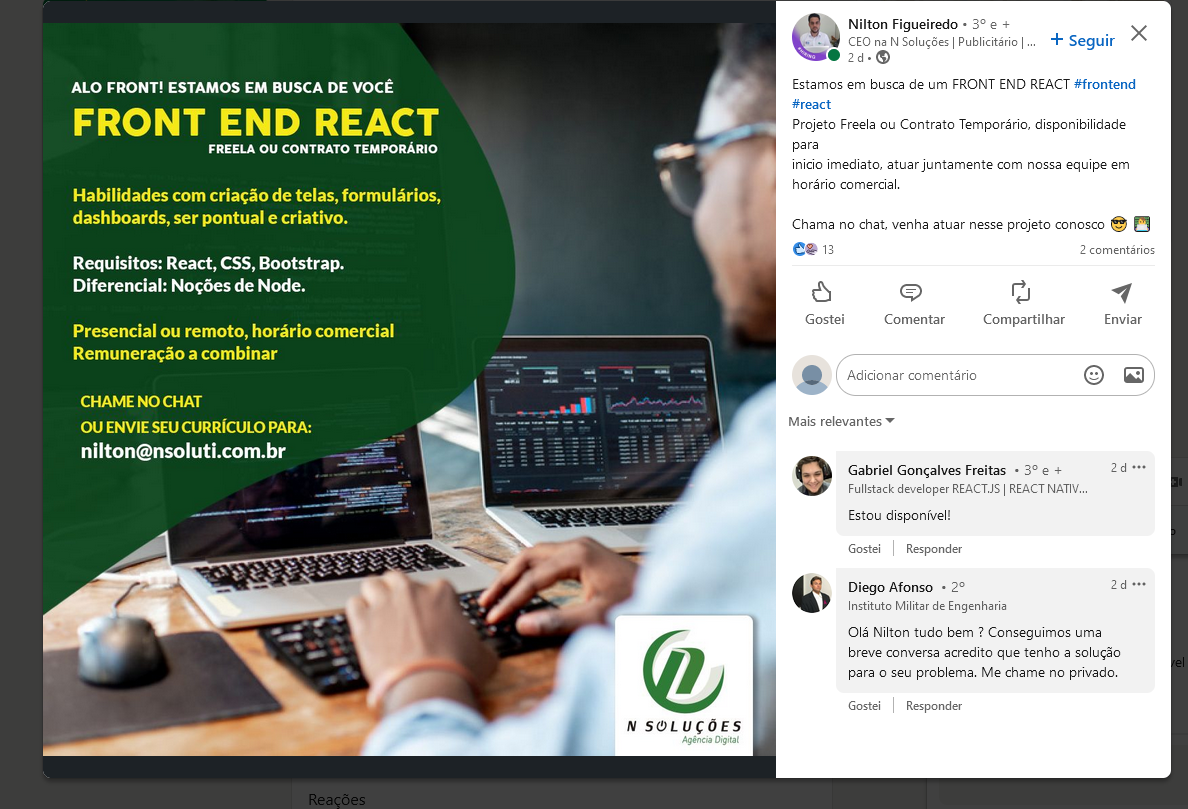 ALO FRONT! ESTAMOS EM BUSCA DE VOCÊ
FRONT END REACT
FREELA OU CONTRATO TEMPORÁRIO
Habilidades com criação de telas, formulários,
dashboards, ser pontual e criativo.
Requisitos: React, CSS, Bootstrap.
Diferencial: Noções de Node.
Presencial ou remoto, horário comercial
Remuneração a combinar
CHAME NO CHAT
OU ENVIE SEU CURRÍCULO PARA:
nilton@nsoluti.com.br
N SOLUÇÕES
Agência Digital
Nilton Figueiredo • 3º e +
CEO na N Soluções | Publicitário | ...
2 d •
+ Seguir
Estamos em busca de um FRONT END REACT #frontend
#react
Projeto Freela ou Contrato Temporário, disponibilidade
para
inicio imediato, atuar juntamente com nossa equipe em
horário comercial.
Chama no chat, venha atuar nesse projeto conosco 😎 👨‍💻
13
2 comentários
Gostei
Comentar
Compartilhar
Enviar
Adicionar comentário
Mais relevantes
Gabriel Gonçalves Freitas • 3º e +
2 d
Fullstack developer REACT.JS | REACT NATIV...
Estou disponível!
Gostei
Responder
Diego Afonso • 2º
2 d
Instituto Militar de Engenharia
Olá Nilton tudo bem ? Conseguimos uma
breve conversa acredito que tenho a solução
para o seu problema. Me chame no privado.
Gostei
Responder
Reações